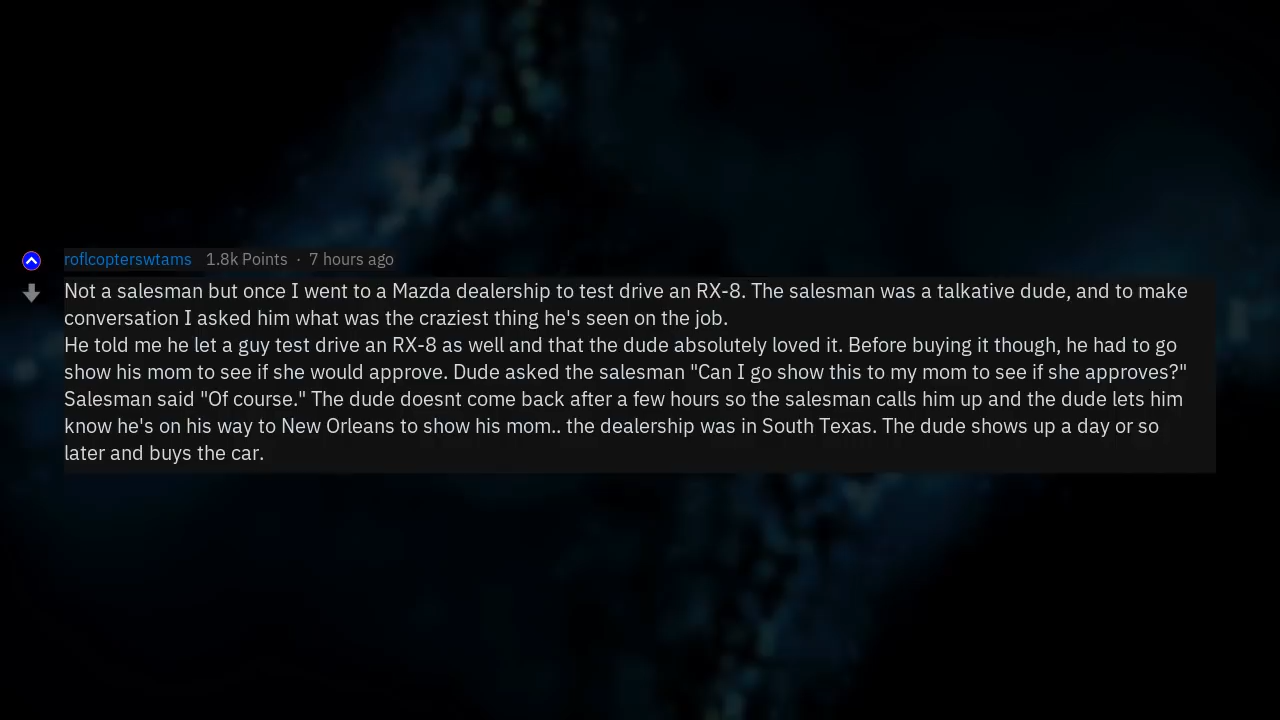 roflcopterswtams 1.8k Points · 7 hours ago
Not a salesman but once I went to a Mazda dealership to test drive an RX-8. The salesman was a talkative dude, and to make
conversation I asked him what was the craziest thing he's seen on the job.
He told me he let a guy test drive an RX-8 as well and that the dude absolutely loved it. Before buying it though, he had to go
show his mom to see if she would approve. Dude asked the salesman "Can I go show this to my mom to see if she approves?"
Salesman said "Of course." The dude doesnt come back after a few hours so the salesman calls him up and the dude lets him
know he's on his way to New Orleans to show his mom.. the dealership was in South Texas. The dude shows up a day or so
later and buys the car.